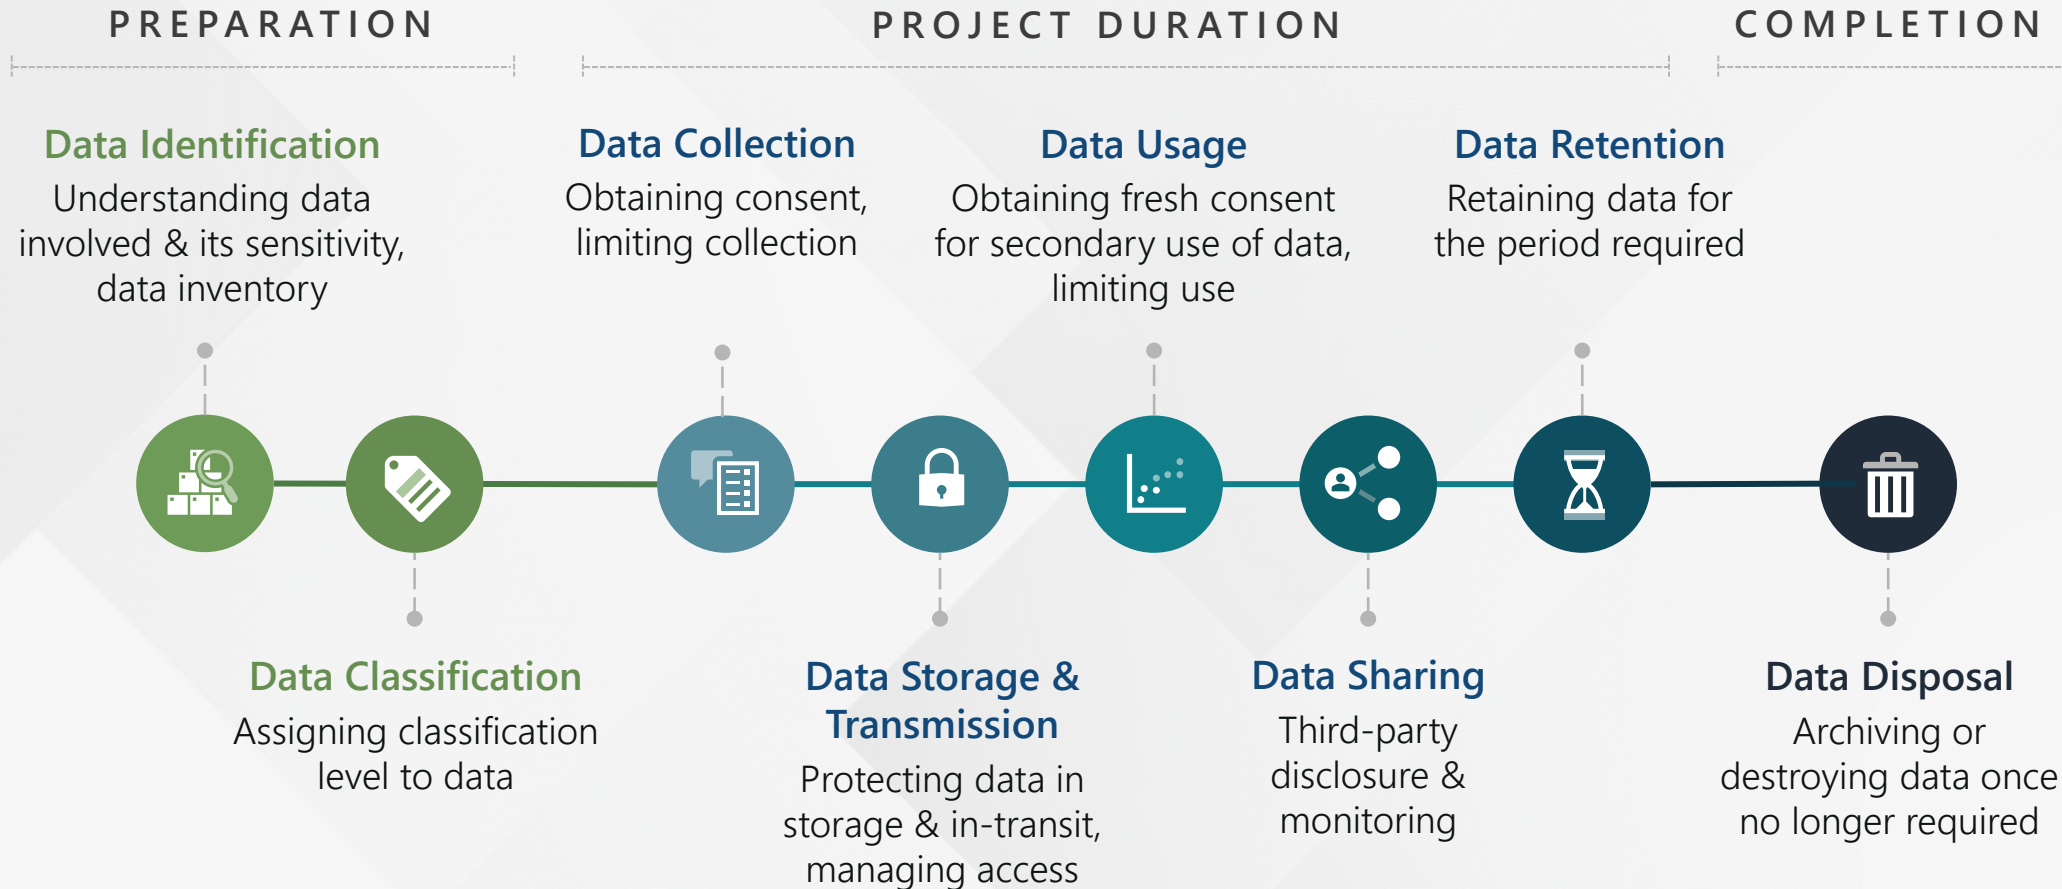 PREPARATION
PROJECT DURATION
COMPLETION
Data Identification
Understanding data
involved & its sensitivity,
data inventory
Data Collection
Obtaining consent,
limiting collection
Data Usage
Obtaining fresh consent
for secondary use of data,
limiting use
Data Retention
Retaining data for
the period required
Data Classification
Assigning classification
level to data
Data Storage &
Transmission
Protecting data in
storage & in-transit,
managing access
Data Sharing
Third-party
disclosure &
monitoring
Data Disposal
Archiving or
destroying data once
no longer required